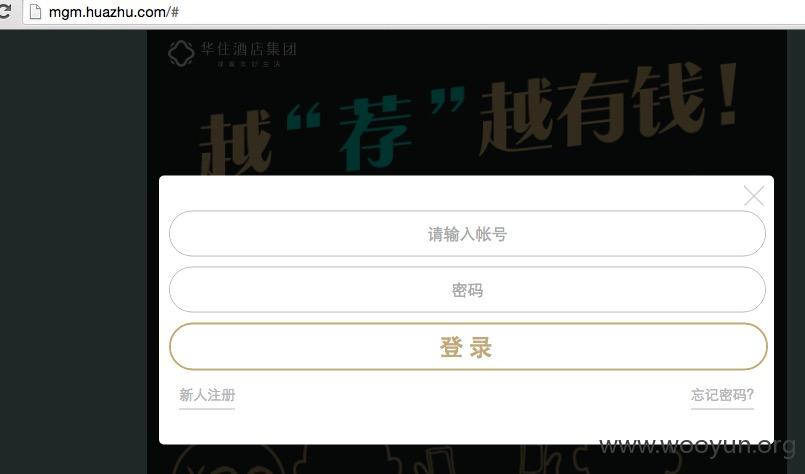 mgm.huazhu.com/#
华住酒店集团
越“荐”越有钱!
请输入帐号
密码
登 录
新人注册
忘记密码?
www.wooyun.org